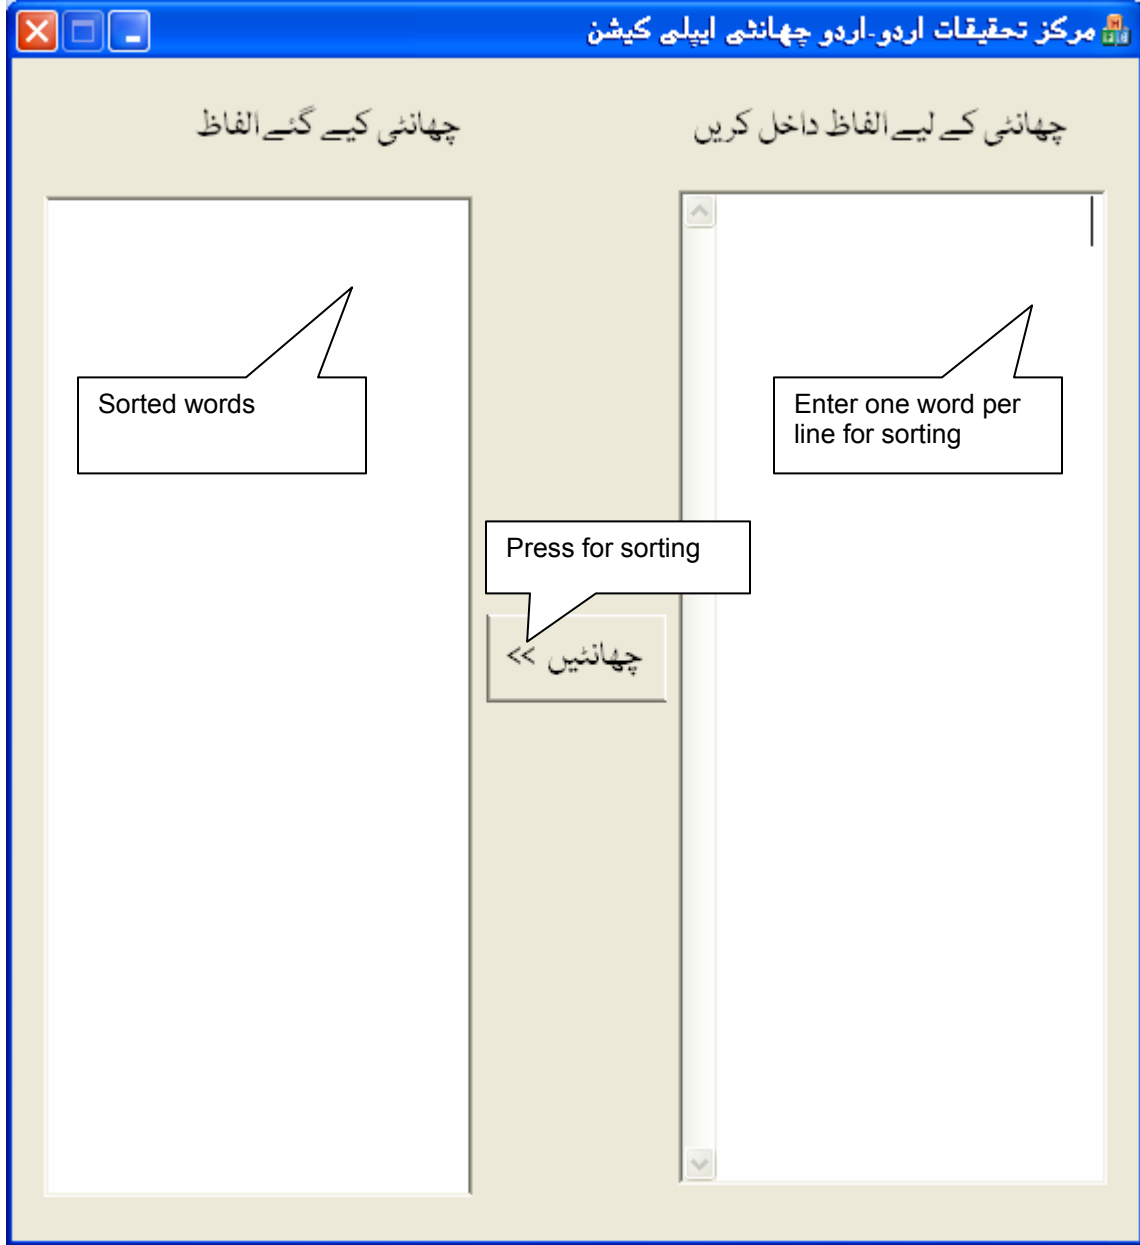 مرکز تحقیقات اردو-اردو چھانٹی ایپلی کیشن
چھانٹی کے لیے الفاظ داخل کریں
چھانٹی کیے گئے الفاظ
Enter one word per
line for sorting
Sorted words
Press for sorting
چھانٹیں >>